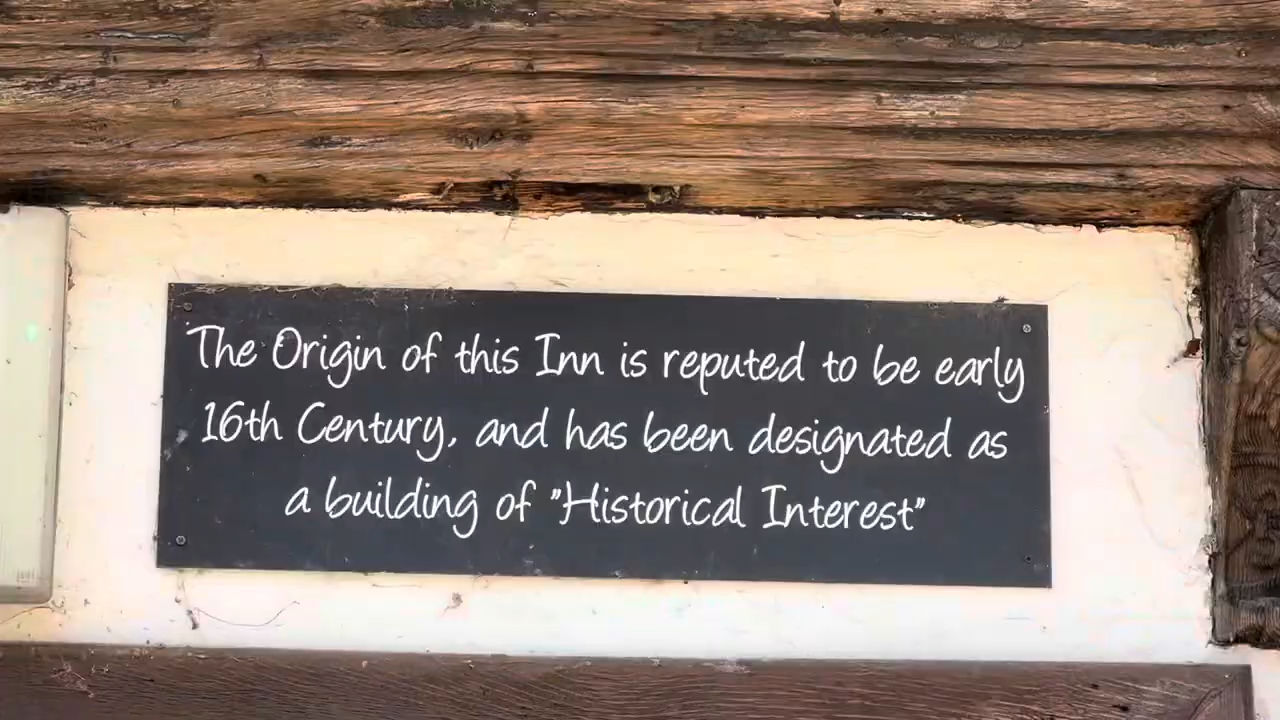 The Origin of this Inn is reputed to be early
16th Century, and has been designated as
a building of "Historical Interest"